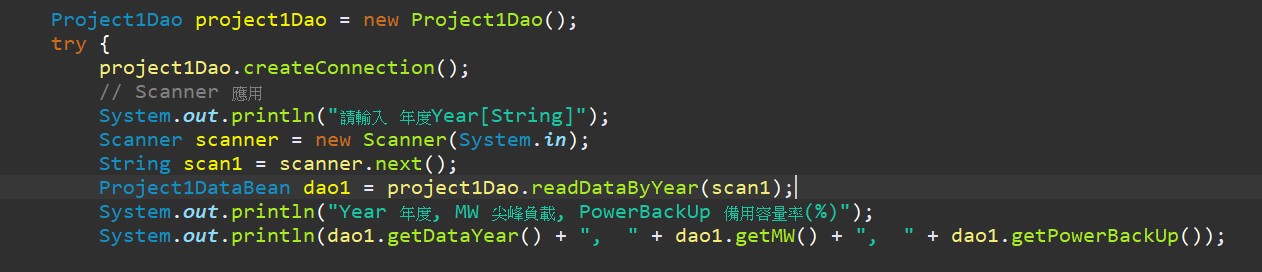 Project1Dao project1Dao = new Project1Dao();
try {
project1Dao.createConnection();
// Scanner 應用
System.out.println("請輸入 年度Year[String]");
Scanner scanner = new Scanner(System.in);
String scan1 = scanner.next();
Project1DataBean dao1 = project1Dao.readDataByYear(scan1);
System.out.println("Year 年度, MW 尖峰負載, PowerBackUp 備用容量率(%)");
System.out.println(dao1.getDataYear() + ",  " + dao1.getMW() + ",  " + dao1.getPowerBackUp());